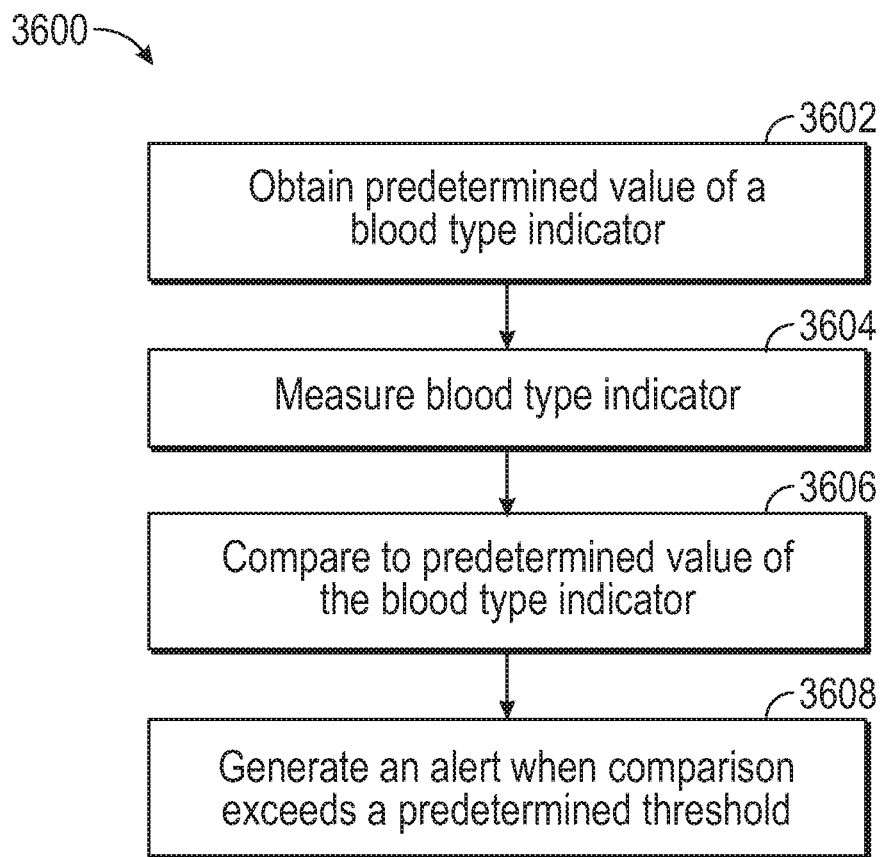 3600
3602
Obtain predetermined value of a
blood type indicator
3604
Measure blood type indicator
3606
Compare to predetermined value of
the blood type indicator
3608
Generate an alert when comparison
exceeds a predetermined threshold